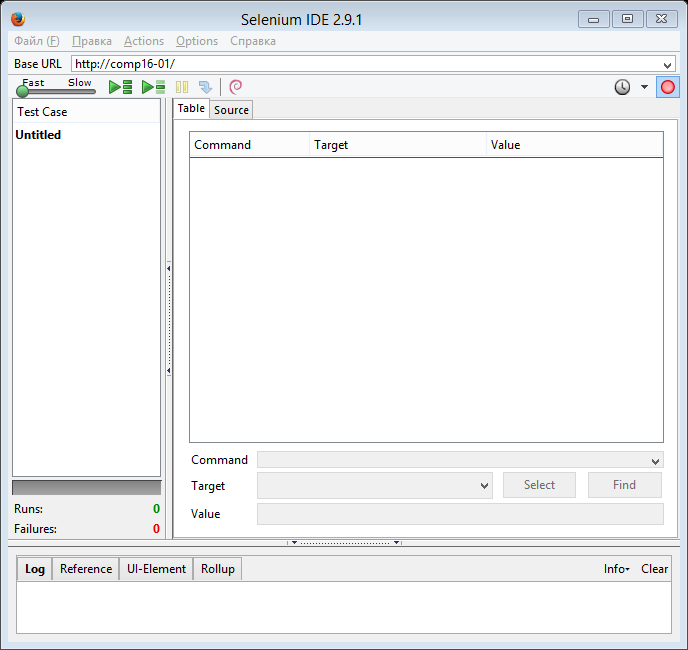 Selenium IDE 2.9.1
Файл (F) Правка Actions Options Справка
Base URL http://comp16-01/
Fast Slow
Test Case
Untitled
Table Source
Command Target Value
Command
Target Select Find
Value
Runs: 0
Failures: 0
Log Reference UI-Element Rollup Info Clear